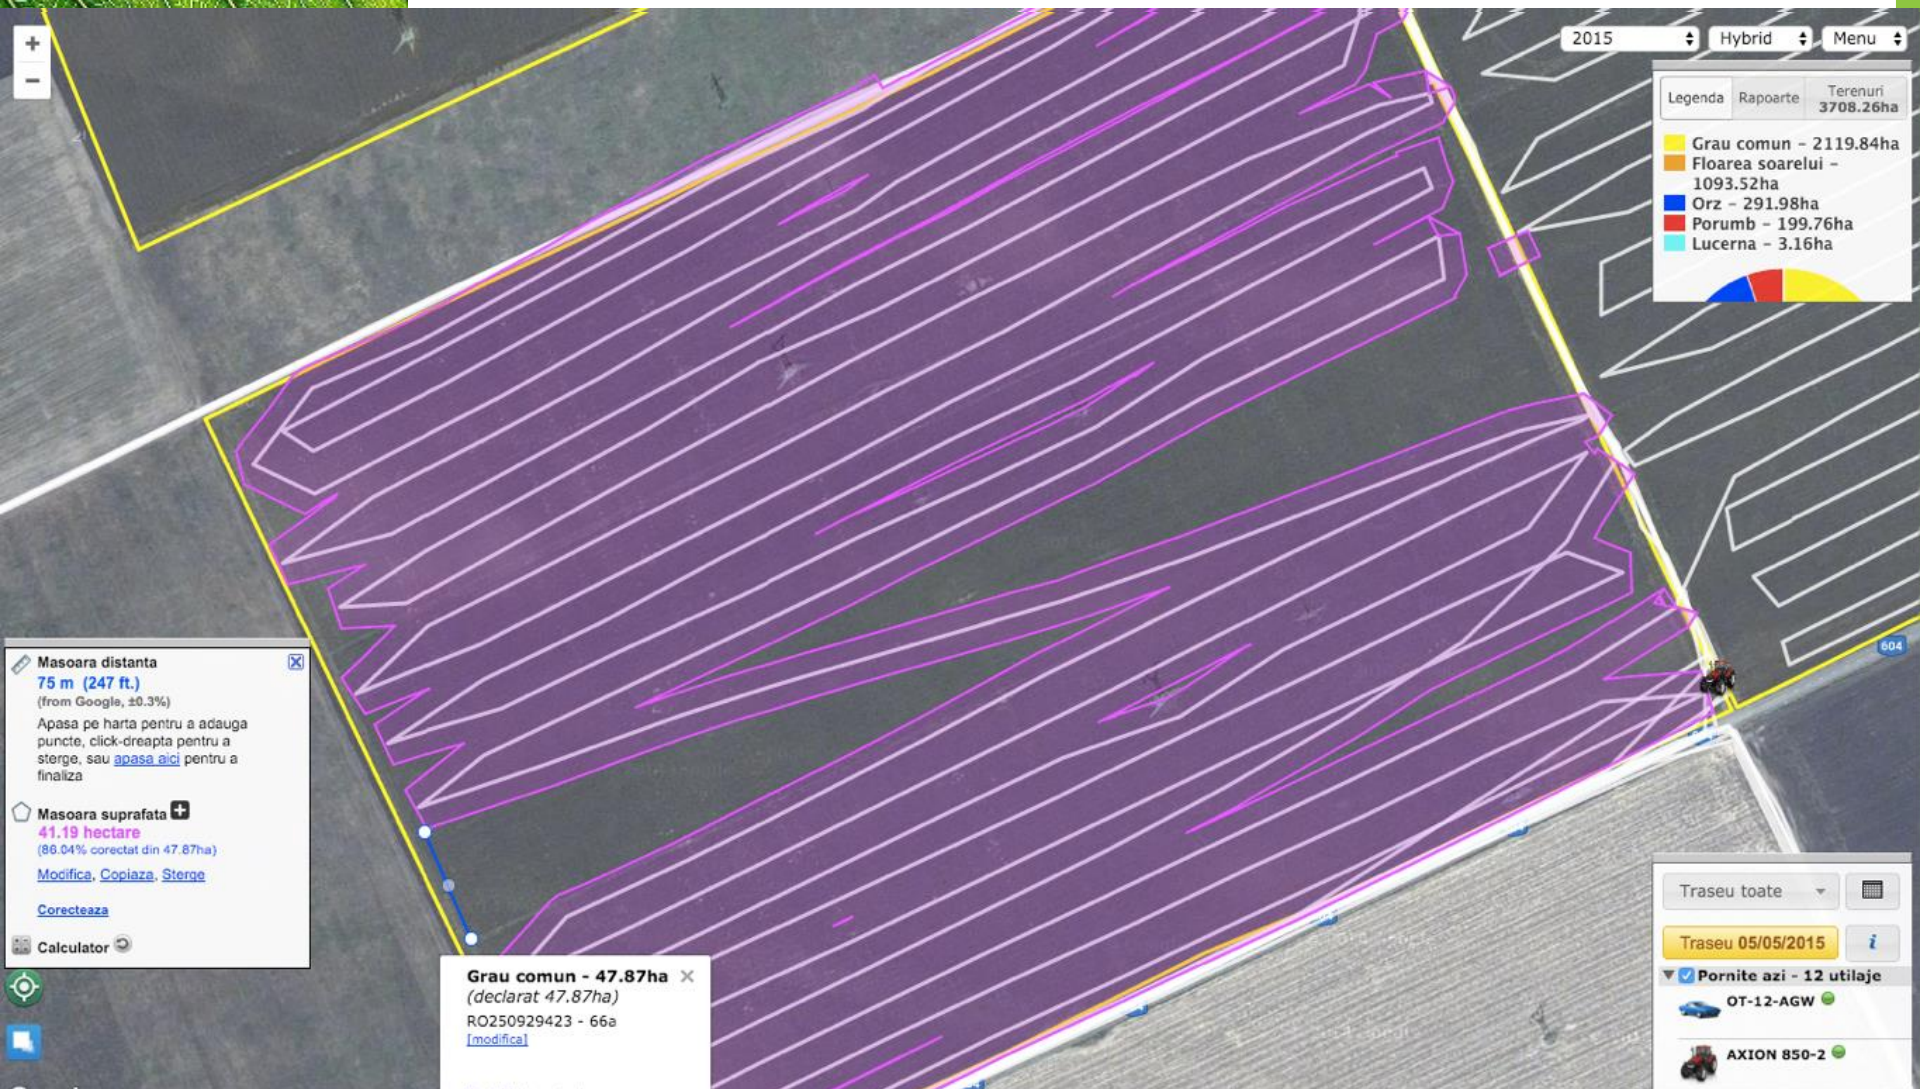 +
−
2015
Hybrid
Menu
Legenda
Rapoarte
Terenuri
3708.26ha
Grau comun - 2119.84ha
Floarea soarelui -
1093.52ha
Orz - 291.98ha
Porumb - 199.76ha
Lucerna - 3.16ha
604
Masoara distanta
75 m (247 ft.)
(from Google, ±0.3%)
Apasa pe harta pentru a adauga
puncte, click-dreapta pentru a
sterge, sau apasa aici pentru a
finaliza
Masoara suprafata
41.19 hectare
(86.04% corectat din 47.87ha)
Modifica, Copiaza, Sterge
Corecteaza
Calculator
Grau comun - 47.87ha
(declarat 47.87ha)
RO250929423 - 66a
[modifica]
Traseu toate
Traseu 05/05/2015
i
Pornite azi - 12 utilaje
OT-12-AGW
AXION 850-2